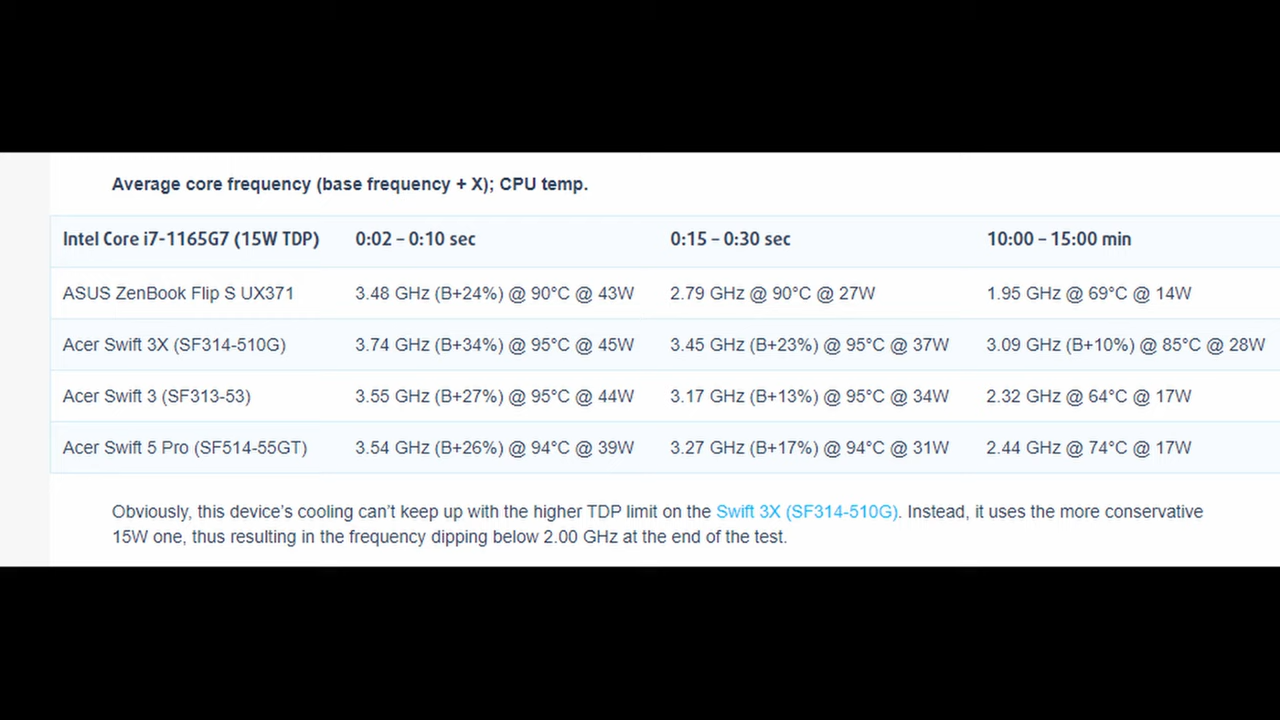 Average core frequency (base frequency + X); CPU temp.
Intel Core i7-1165G7 (15W TDP) 0:02 – 0:10 sec 0:15 – 0:30 sec 10:00 – 15:00 min
ASUS ZenBook Flip S UX371 3.48 GHz (B+24%) @ 90°C @ 43W 2.79 GHz @ 90°C @ 27W 1.95 GHz @ 69°C @ 14W
Acer Swift 3X (SF314-510G) 3.74 GHz (B+34%) @ 95°C @ 45W 3.45 GHz (B+23%) @ 95°C @ 37W 3.09 GHz (B+10%) @ 85°C @ 28W
Acer Swift 3 (SF313-53) 3.55 GHz (B+27%) @ 95°C @ 44W 3.17 GHz (B+13%) @ 95°C @ 34W 2.32 GHz @ 64°C @ 17W
Acer Swift 5 Pro (SF514-55GT) 3.54 GHz (B+26%) @ 94°C @ 39W 3.27 GHz (B+17%) @ 94°C @ 31W 2.44 GHz @ 74°C @ 17W
Obviously, this device’s cooling can’t keep up with the higher TDP limit on the Swift 3X (SF314-510G). Instead, it uses the more conservative
15W one, thus resulting in the frequency dipping below 2.00 GHz at the end of the test.